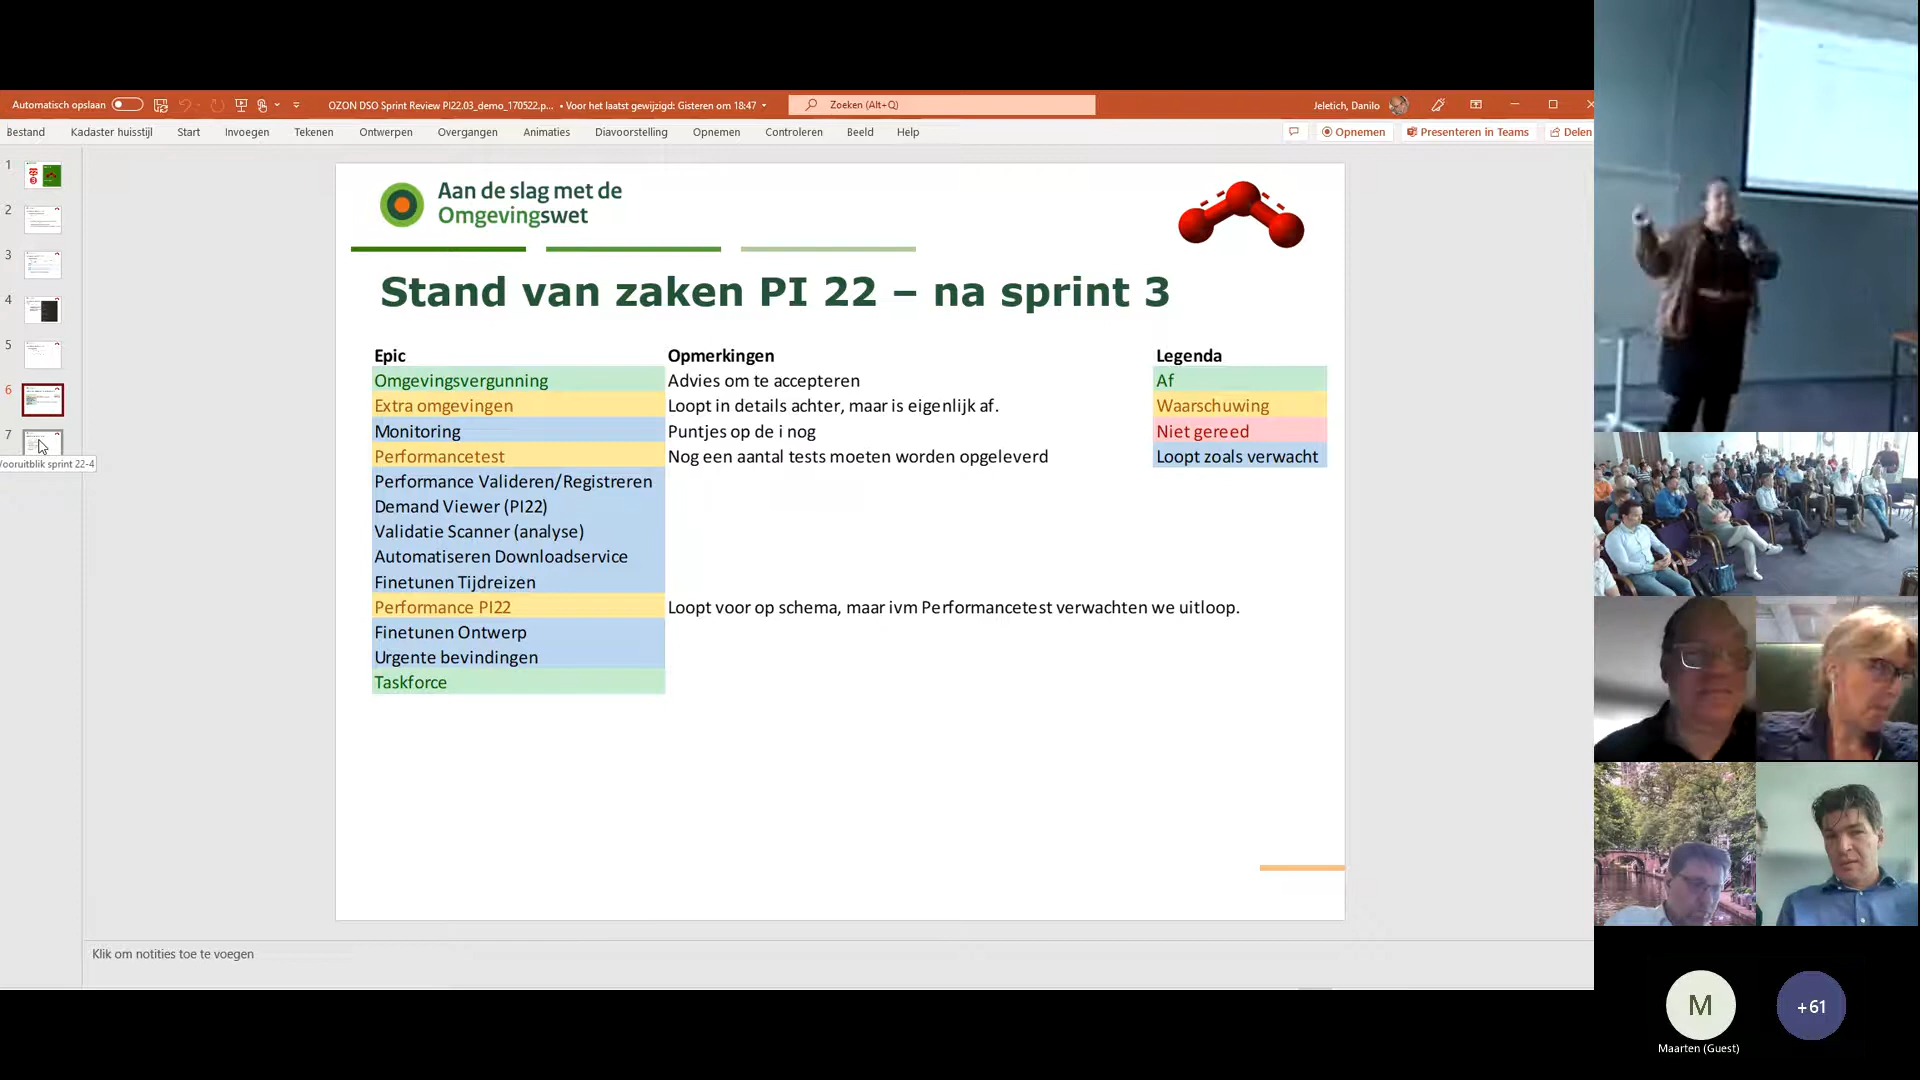 Automatisch opslaan
OZON DSO Sprint Review PI22.03_demo_170522.p... • Voor het laatst gewijzigd: Gisteren om 18:47
Zoeken (Alt+Q)
Jeletich, Danilo
Bestand Kadaster huisstijl Start Invoegen Tekenen Ontwerpen Overgangen Animaties Diavoorstelling Opnemen Controleren Beeld Help
Opnemen Presenteren in Teams Delen
1
2
3
4
5
6
7
Vooruitblik sprint 22-4
Aan de slag met de
Omgevingswet
Stand van zaken PI 22 – na sprint 3
Epic Opmerkingen Legenda
Omgevingsvergunning Advies om te accepteren Af
Extra omgevingen Loopt in details achter, maar is eigenlijk af. Waarschuwing
Monitoring Puntjes op de i nog Niet gereed
Performancetest Nog een aantal tests moeten worden opgeleverd Loopt zoals verwacht
Performance Valideren/Registreren
Demand Viewer (PI22)
Validatie Scanner (analyse)
Automatiseren Downloadservice
Finetunen Tijdreizen
Performance PI22 Loopt voor op schema, maar ivm Performancetest verwachten we uitloop.
Finetunen Ontwerp
Urgente bevindingen
Taskforce
Klik om notities toe te voegen
M
+61
Maarten (Guest)